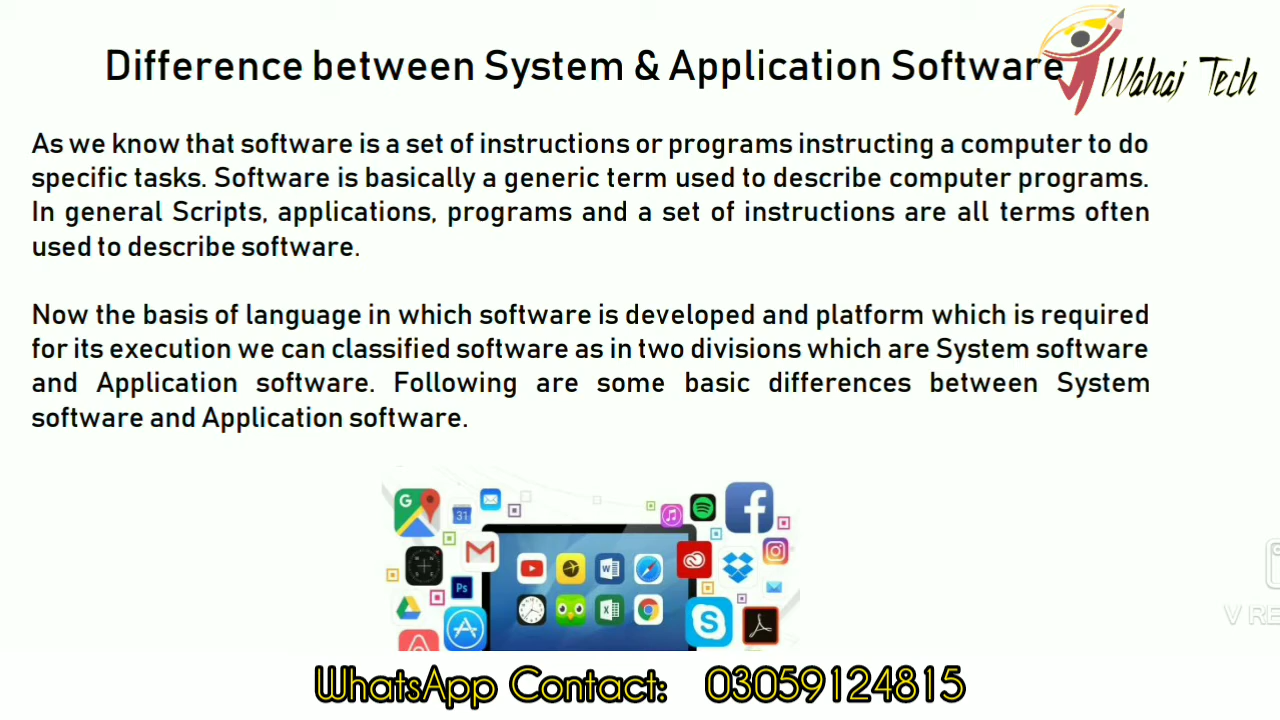 Difference between System & Application Software
Wahaj Tech
As we know that software is a set of instructions or programs instructing a computer to do
specific tasks. Software is basically a generic term used to describe computer programs.
In general Scripts, applications, programs and a set of instructions are all terms often
used to describe software.
Now the basis of language in which software is developed and platform which is required
for its execution we can classified software as in two divisions which are System software
and Application software. Following are some basic differences between System
software and Application software.
G
31
Ps
W
X
S
f
V RE
WhatsApp Contact: 03059124815